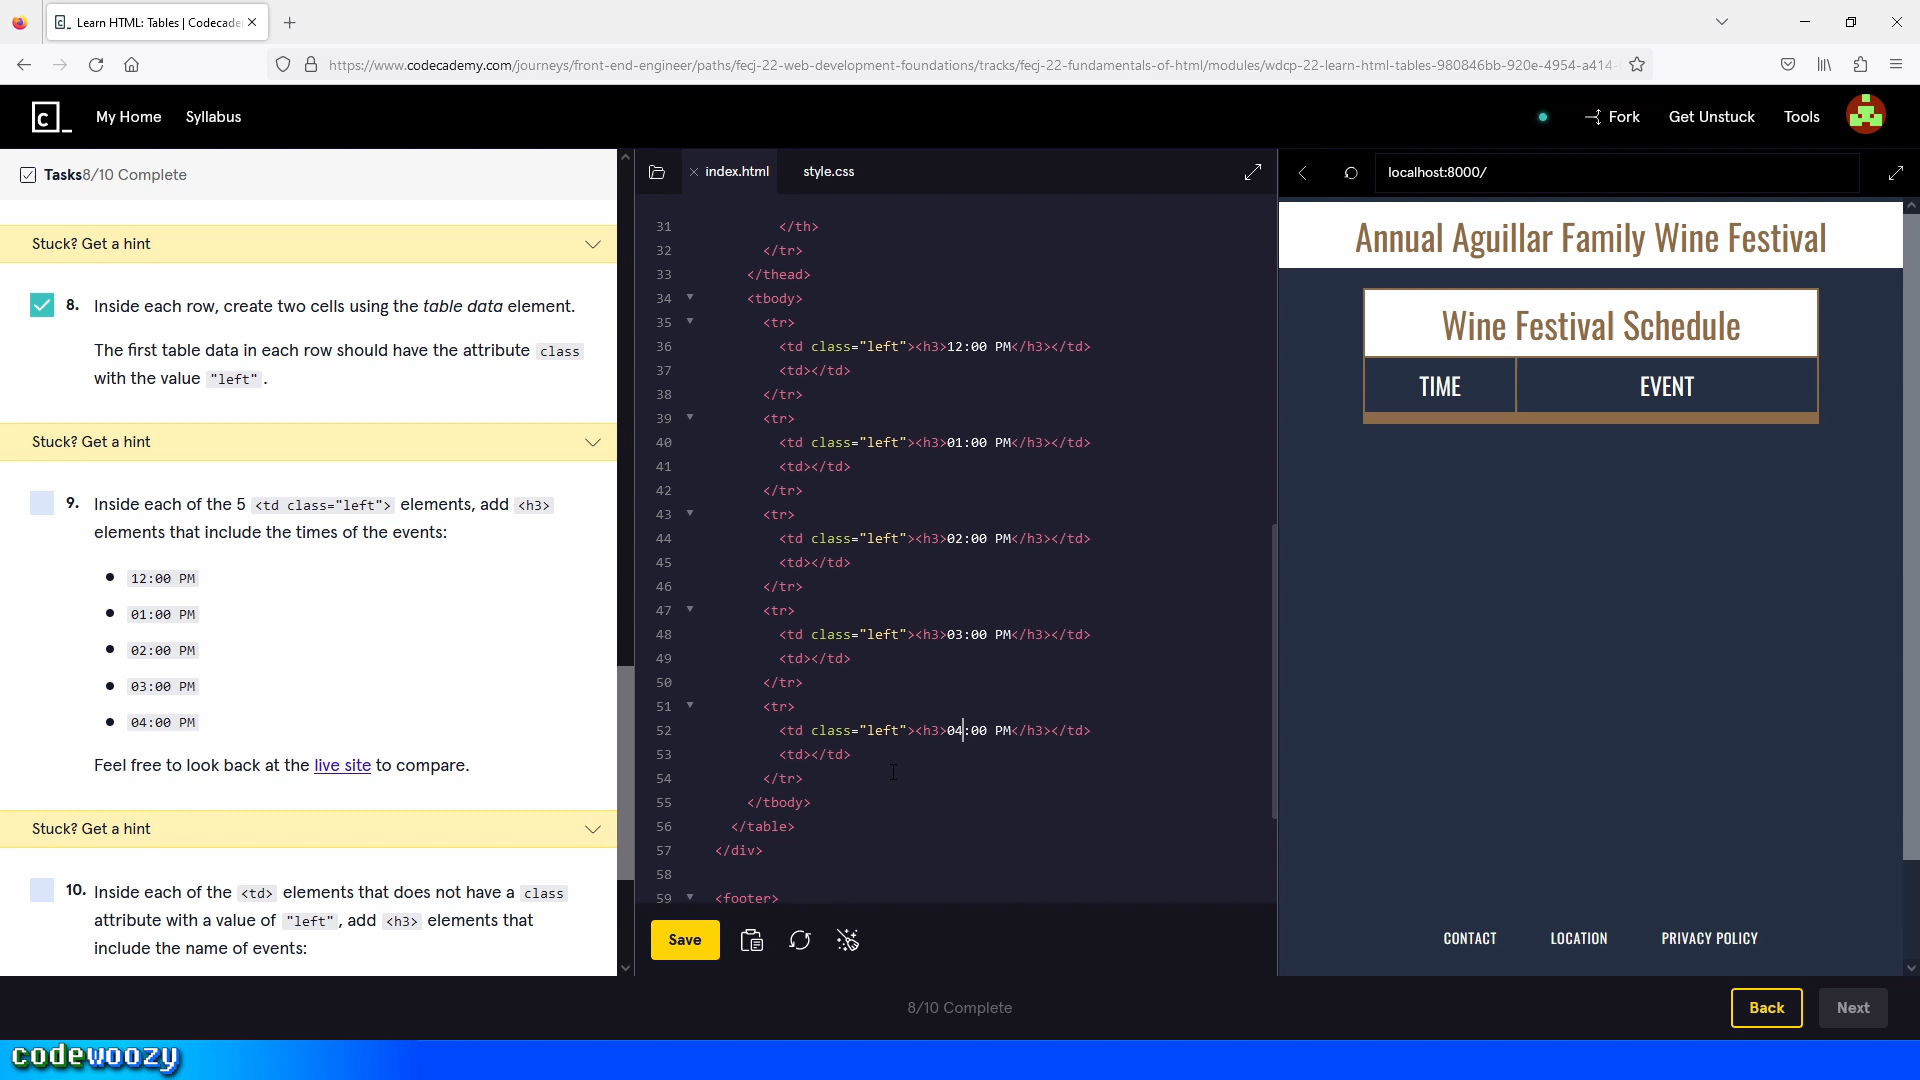 Learn HTML: Tables | Codecade
https://www.codecademy.com/journeys/front-end-engineer/paths/fecj-22-web-development-foundations/tracks/fecj-22-fundamentals-of-html/modules/wdcp-22-learn-html-tables-980846bb-920e-4954-a414-
c_
My Home
Syllabus
Fork
Get Unstuck
Tools
Tasks8/10 Complete
Stuck? Get a hint
8. Inside each row, create two cells using the table data element.
The first table data in each row should have the attribute class
with the value "left".
Stuck? Get a hint
9. Inside each of the 5 <td class="left"> elements, add <h3>
elements that include the times of the events:
12:00 PM
01:00 PM
02:00 PM
03:00 PM
04:00 PM
Feel free to look back at the live site to compare.
Stuck? Get a hint
10. Inside each of the <td> elements that does not have a class
attribute with a value of "left", add <h3> elements that
include the name of events:
index.html
style.css
31 </th>
32 </tr>
33 </thead>
34 <tbody>
35 <tr>
36 <td class="left"><h3>12:00 PM</h3></td>
37 <td></td>
38 </tr>
39 <tr>
40 <td class="left"><h3>01:00 PM</h3></td>
41 <td></td>
42 </tr>
43 <tr>
44 <td class="left"><h3>02:00 PM</h3></td>
45 <td></td>
46 </tr>
47 <tr>
48 <td class="left"><h3>03:00 PM</h3></td>
49 <td></td>
50 </tr>
51 <tr>
52 <td class="left"><h3>04:00 PM</h3></td>
53 <td></td>
54 </tr>
55 </tbody>
56 </table>
57 </div>
58
59 <footer>
Save
localhost:8000/
Annual Aguillar Family Wine Festival
Wine Festival Schedule
TIME
EVENT
CONTACT
LOCATION
PRIVACY POLICY
8/10 Complete
Back
Next
codewoozy